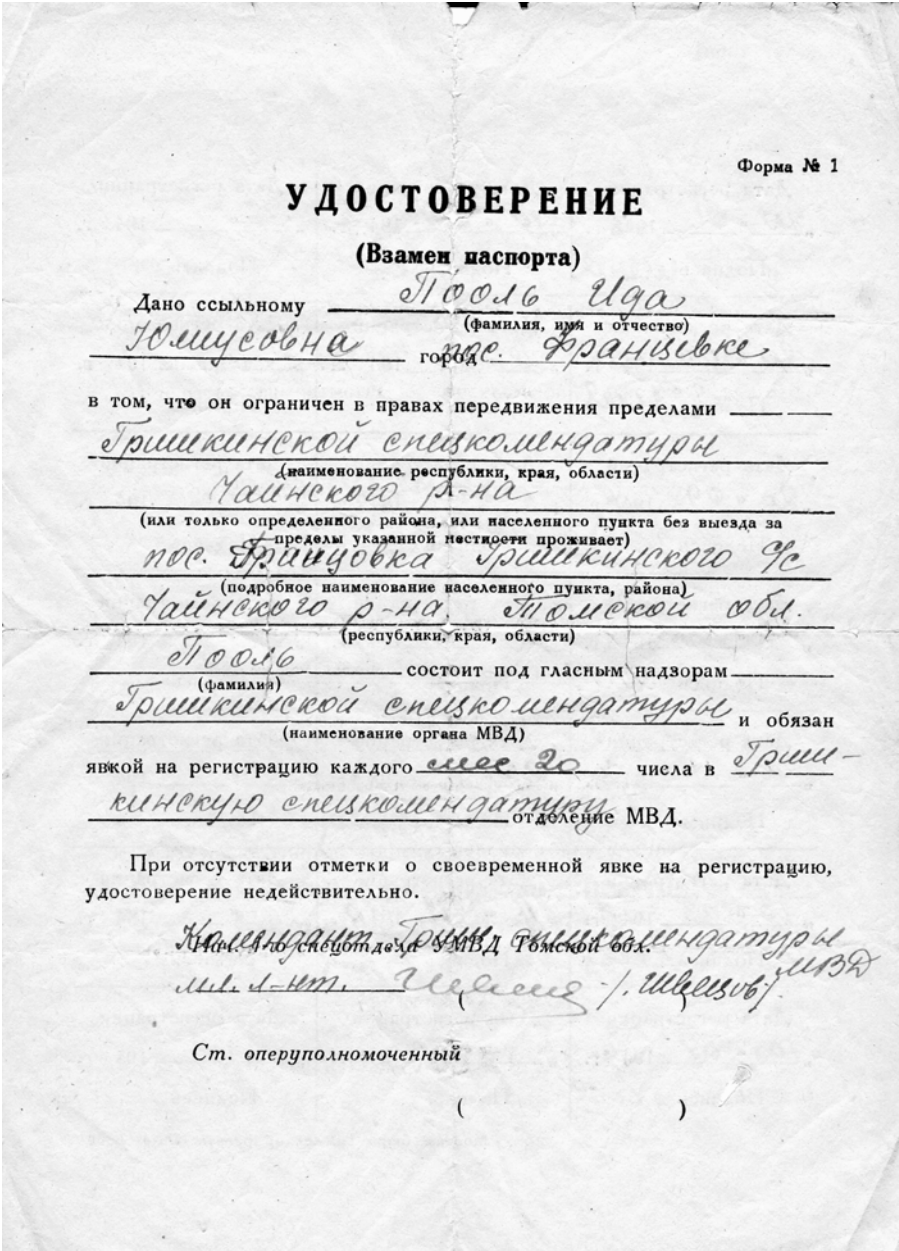 Форма № 1
УДОСТОВЕРЕНИЕ
(Взамен паспорта)
Дано ссыльному Пооль Ида
(фамилия, имя и отчество)
Юлиусовна город пос. Францевке
в том, что он ограничен в правах передвижения пределами
Гришкинской спецкомендатуры
(наименование республики, края, области)
Чаинского р-на
(или только определенного района, или населенного пункта без выезда за
пределы указанной местности проживает)
пос. Францовка Гришкинского с/с
(подробное наименование населенного пункта, района)
Чаинского р-на Томской обл.
(республики, края, области)
Пооль состоит под гласным надзорам
(фамилия)
Гришкинской спецкомендатуры и обязан
(наименование органа МВД)
явкой на регистрацию каждого мес 20 числа в Гриш-
кинскую спецкомендатуру отделение МВД.
При отсутствии отметки о своевременной явке на регистрацию,
удостоверение недействительно.
Комендант Гришк спецкомендатуры
Нач. 1-го спецотдела УМВД Томской обл.
мл. л-нт. ( /. Швецов / ) МВД
Ст. оперуполномоченный
( )